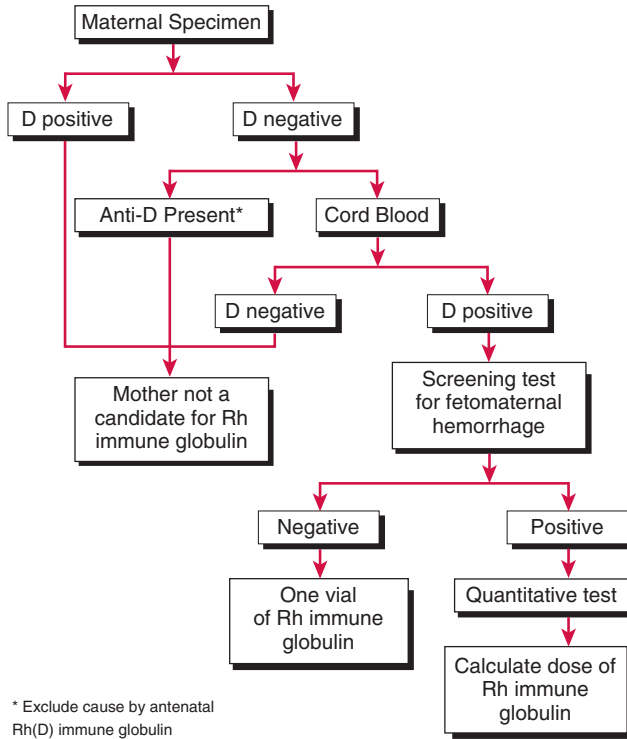 Maternal Specimen
D positive
D negative
Anti-D Present*
Cord Blood
D negative
D positive
Mother not a
candidate for Rh
immune globulin
Screening test
for fetomaternal
hemorrhage
Negative
Positive
One vial
of Rh immune
globulin
Quantitative test
Calculate dose of
Rh immune
globulin
* Exclude cause by antenatal
Rh(D) immune globulin